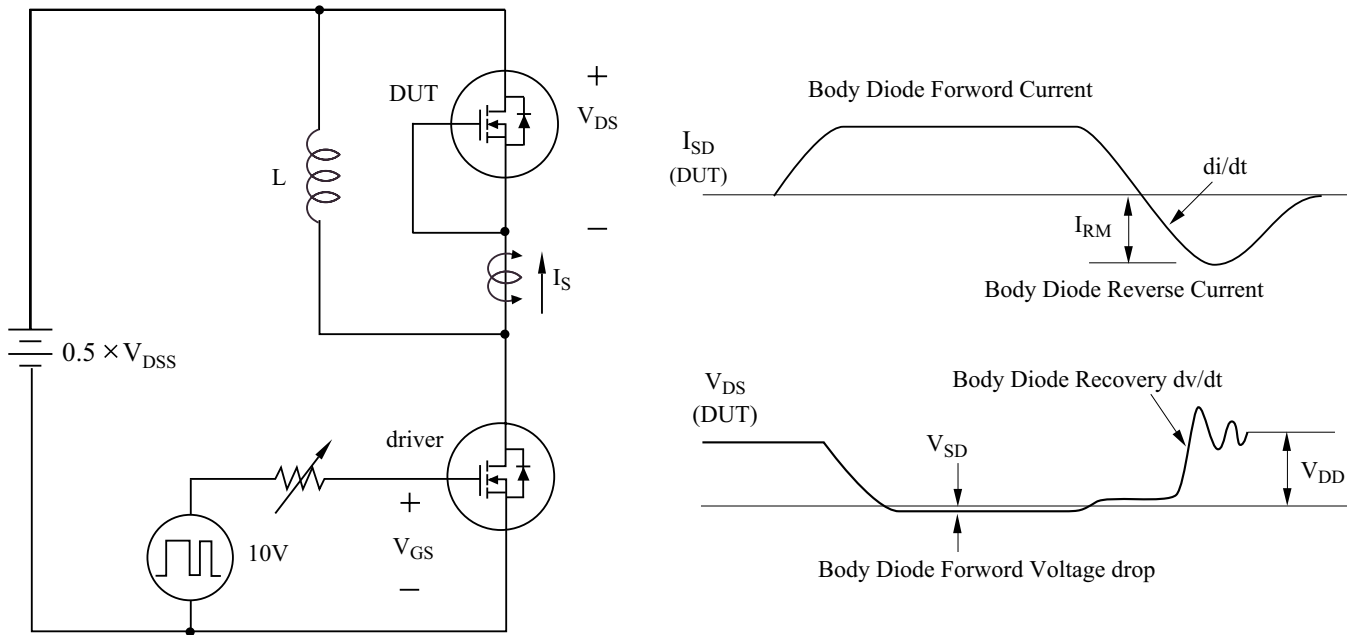 DUT
+
V_DS
−
L
I_S
0.5 × V_DSS
driver
+
V_GS
−
10V
Body Diode Forword Current
I_SD
(DUT)
di/dt
I_RM
Body Diode Reverse Current
V_DS
(DUT)
Body Diode Recovery dv/dt
V_SD
V_DD
Body Diode Forword Voltage drop